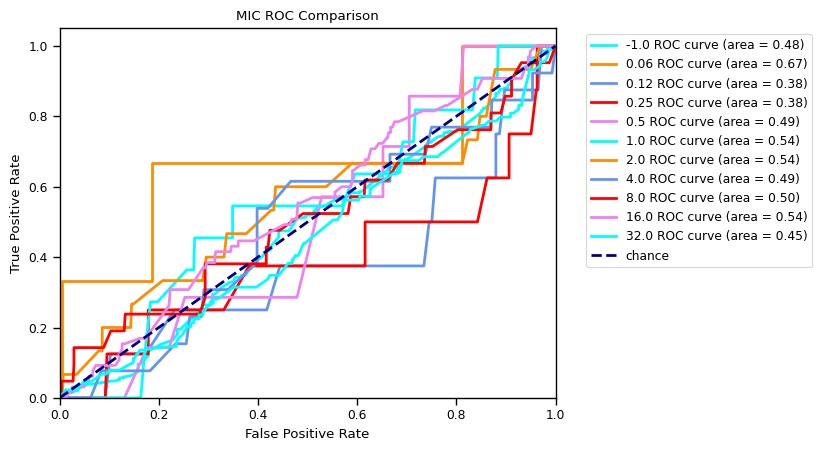 MIC ROC Comparison
1.0
0.8
0.6
0.4
0.2
0.0
True Positive Rate
0.0 0.2 0.4 0.6 0.8 1.0
False Positive Rate
-1.0 ROC curve (area = 0.48)
0.06 ROC curve (area = 0.67)
0.12 ROC curve (area = 0.38)
0.25 ROC curve (area = 0.38)
0.5 ROC curve (area = 0.49)
1.0 ROC curve (area = 0.54)
2.0 ROC curve (area = 0.54)
4.0 ROC curve (area = 0.49)
8.0 ROC curve (area = 0.50)
16.0 ROC curve (area = 0.54)
32.0 ROC curve (area = 0.45)
chance